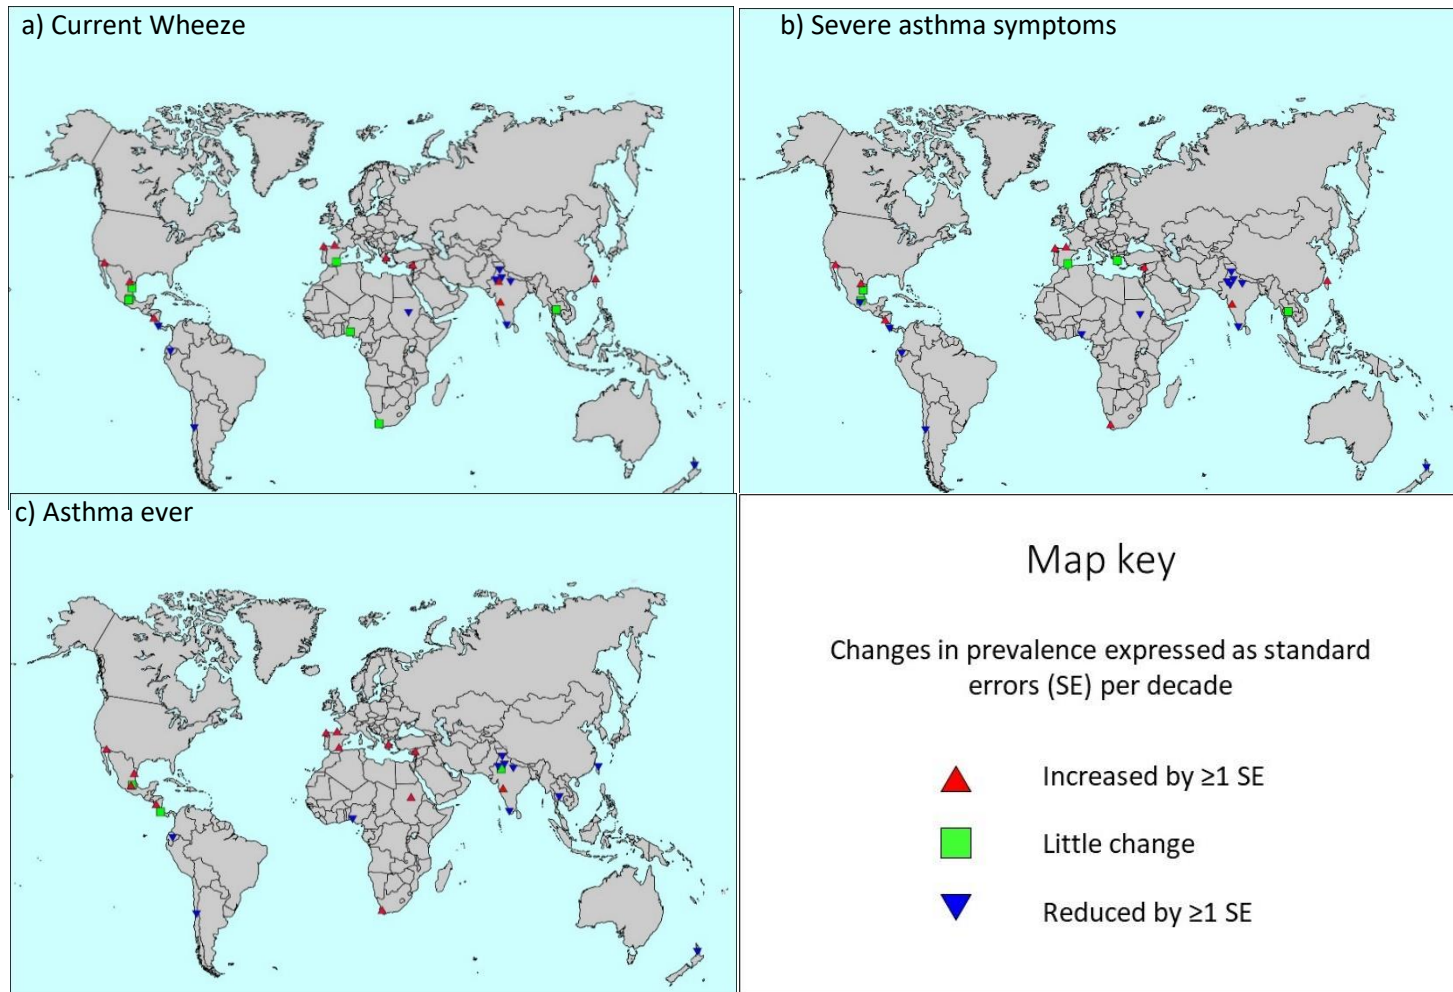 a) Current Wheeze
b) Severe asthma symptoms
c) Asthma ever
Map key
Changes in prevalence expressed as standard
errors (SE) per decade
Increased by ≥1 SE
Little change
Reduced by ≥1 SE